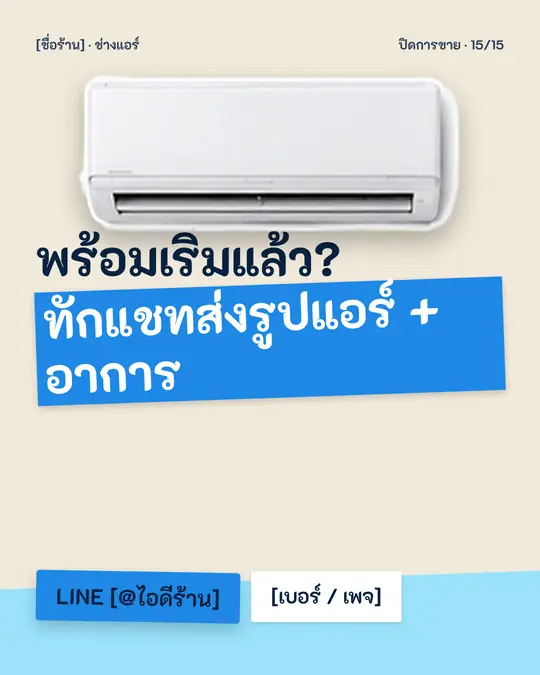 [ชื่อร้าน] · ช่างแอร์
ปิดการขาย · 15/15
พร้อมเริ่มแล้ว?
ทักแชทส่งรูปแอร์ +
อาการ
LINE [@ไอดีร้าน]
[เบอร์ / เพจ]